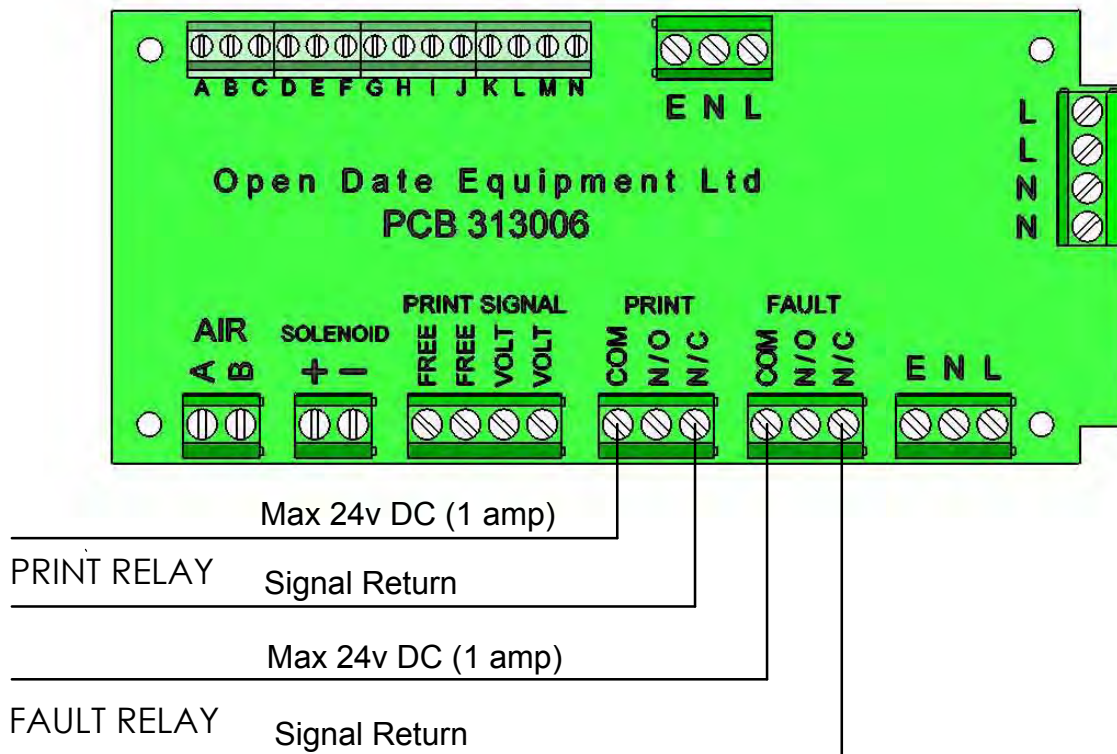 A B C D E F G H I J K L M N
E N L
L
L
N
N
Open Date Equipment Ltd
PCB 313006
AIR
A
B
SOLENOID
+ −
PRINT SIGNAL
FREE
FREE
VOLT
VOLT
PRINT
COM
N/O
N/C
FAULT
COM
N/O
N/C
E N L
Max 24v DC (1 amp)
PRINT RELAY
Signal Return
Max 24v DC (1 amp)
FAULT RELAY
Signal Return